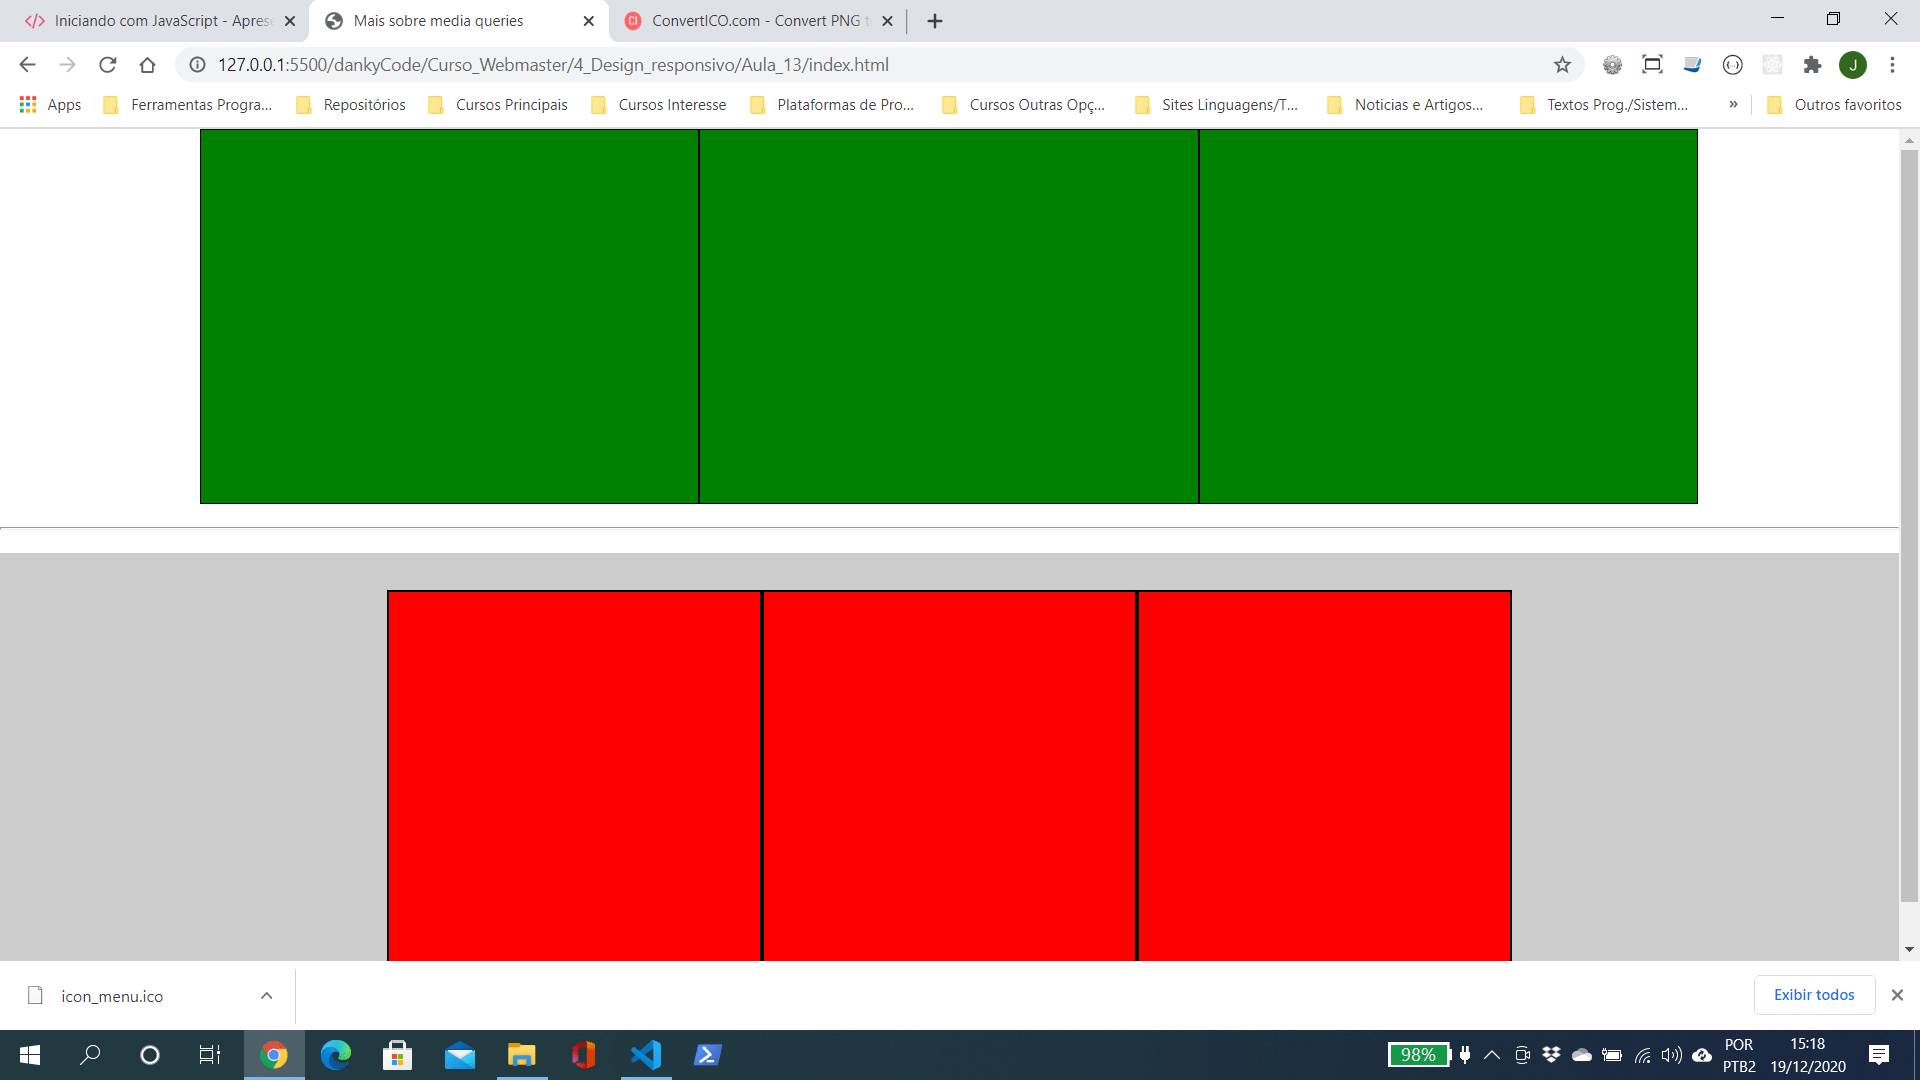 Iniciando com JavaScript - Aprese
Mais sobre media queries
CI ConvertICO.com - Convert PNG t
127.0.0.1:5500/dankyCode/Curso_Webmaster/4_Design_responsivo/Aula_13/index.html
J
Apps
Ferramentas Progra...
Repositórios
Cursos Principais
Cursos Interesse
Plataformas de Pro...
Cursos Outras Opç...
Sites Linguagens/T...
Noticias e Artigos...
Textos Prog./Sistem...
»
Outros favoritos
icon_menu.ico
Exibir todos
98%
POR
PTB2
15:18
19/12/2020